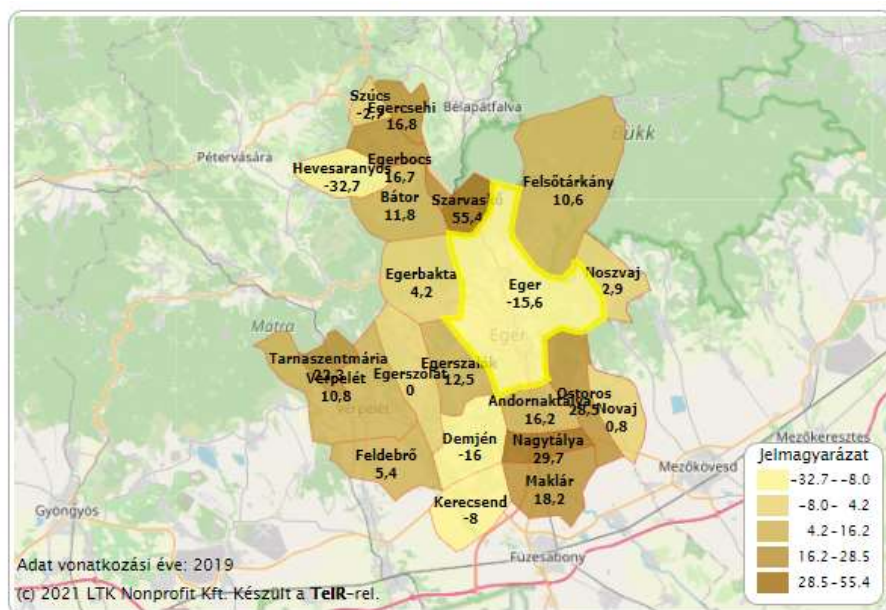 Szúcs
-2,7
Egercsehi
16,8
Bélapátfalva
Bükk
Pétervására
Egerbocs
16,7
Hevesaranyos
-32,7
Bátor
11,8
Szarvaskő
55,4
Felsőtárkány
10,6
Egerbakta
4,2
Eger
-15,6
Noszvaj
2,9
Mátra
Eger
Tarnaszentmária
22,3
Verpelét
10,8
Verpelét
Egerszólát
0
Egerszalók
12,5
Andornaktálya
16,2
Ostoros
28,5
Novaj
0,8
Feldebrő
5,4
Demjén
-16
Nagytálya
29,7
Maklár
18,2
Kerecsend
-8
Mezőkeresztes
Mezőkövesd
Gyöngyös
Füzesabony
Jelmagyarázat
-32.7--8.0
-8.0- 4.2
4.2-16.2
16.2-28.5
28.5-55.4
Adat vonatkozási éve: 2019
(c) 2021 LTK Nonprofit Kft. Készült a TeIR-rel.